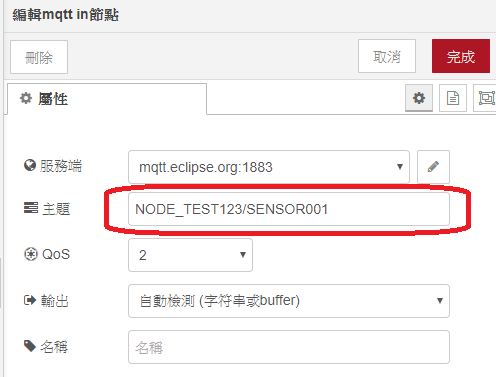 編輯mqtt in節點
刪除
取消
完成
屬性
服務端
mqtt.eclipse.org:1883
主題
NODE_TEST123/SENSOR001
QoS
2
輸出
自動檢測 (字符串或buffer)
名稱
名稱